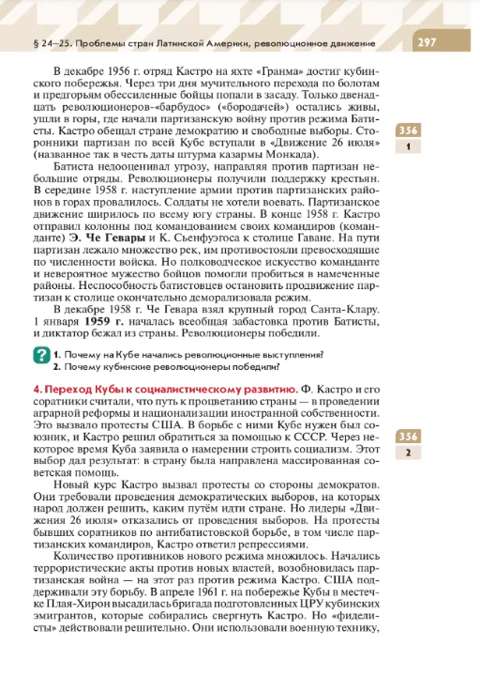 § 24–25. Проблемы стран Латинской Америки, революционное движение
297
В декабре 1956 г. отряд Кастро на яхте «Гранма» достиг кубин-
ского побережья. Через три дня мучительного перехода по болотам
и предгорьям обессиленные бойцы попали в засаду. Только двенад-
цать революционеров-«барбудос» («бородачей») остались живы,
ушли в горы, где начали партизанскую войну против режима Бати-
сты. Кастро обещал стране демократию и свободные выборы. Сто-
ронники партизан по всей Кубе вступали в «Движение 26 июля»
(названное так в честь даты штурма казармы Монкада).
356
1
Батиста недооценивал угрозу, направляя против партизан не-
большие отряды. Революционеры получили поддержку крестьян.
В середине 1958 г. наступление армии против партизанских райо-
нов в горах провалилось. Солдаты не хотели воевать. Партизанское
движение ширилось по всему югу страны. В конце 1958 г. Кастро
отправил колонны под командованием своих командиров (коман-
данте) Э. Че Гевары и К. Сьенфуэгоса к столице Гаване. На пути
партизан лежало множество рек, им противостояли превосходящие
по численности войска. Но полководческое искусство команданте
и невероятное мужество бойцов помогли пробиться в намеченные
районы. Неспособность батистовцев остановить продвижение пар-
тизан к столице окончательно деморализовала режим.
В декабре 1958 г. Че Гевара взял крупный город Санта-Клару.
1 января 1959 г. началась всеобщая забастовка против Батисты,
и диктатор бежал из страны. Революционеры победили.
?
1. Почему на Кубе начались революционные выступления?
2. Почему кубинские революционеры победили?
4. Переход Кубы к социалистическому развитию. Ф. Кастро и его
соратники считали, что путь к процветанию страны — в проведении
аграрной реформы и национализации иностранной собственности.
Это вызвало протесты США. В борьбе с ними Кубе нужен был со-
юзник, и Кастро решил обратиться за помощью к СССР. Через не-
которое время Куба заявила о намерении строить социализм. Этот
выбор дал результат: в страну была направлена массированная со-
ветская помощь.
356
2
Новый курс Кастро вызвал протесты со стороны демократов.
Они требовали проведения демократических выборов, на которых
народ должен решить, каким путём идти стране. Но лидеры «Дви-
жения 26 июля» отказались от проведения выборов. На протесты
бывших соратников по антибатистовской борьбе, в том числе пар-
тизанских командиров, Кастро ответил репрессиями.
Количество противников нового режима множилось. Начались
террористические акты против новых властей, возобновилась пар-
тизанская война — на этот раз против режима Кастро. США под-
держивали эту борьбу. В апреле 1961 г. на побережье Кубы в местеч-
ке Плая-Хирон высадилась бригада подготовленных ЦРУ кубинских
эмигрантов, которые собирались свергнуть Кастро. Но «фидели-
сты» действовали решительно. Они использовали военную технику,